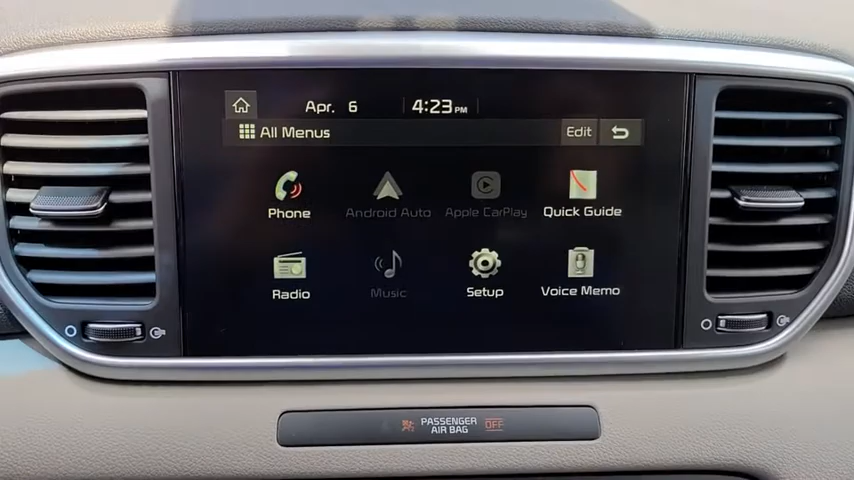 Apr. 6 4:23 PM
All Menus Edit
Phone Android Auto Apple CarPlay Quick Guide
Radio Music Setup Voice Memo
PASSENGER
AIR BAG OFF